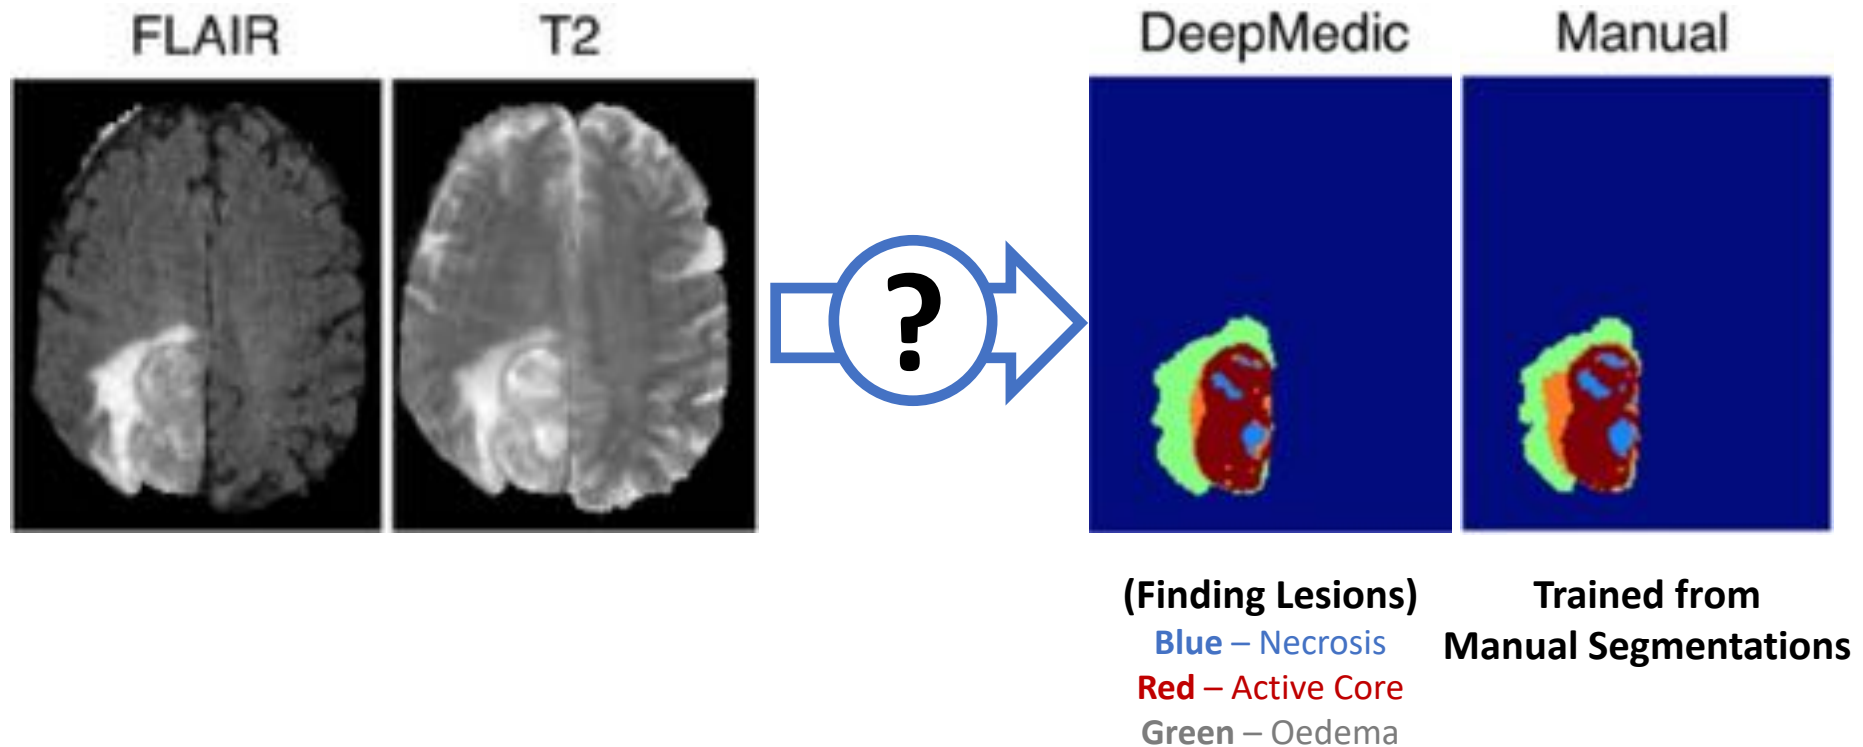 FLAIR
T2
DeepMedic
Manual
?
(Finding Lesions)
Blue – Necrosis
Red – Active Core
Green – Oedema
Trained from
Manual Segmentations